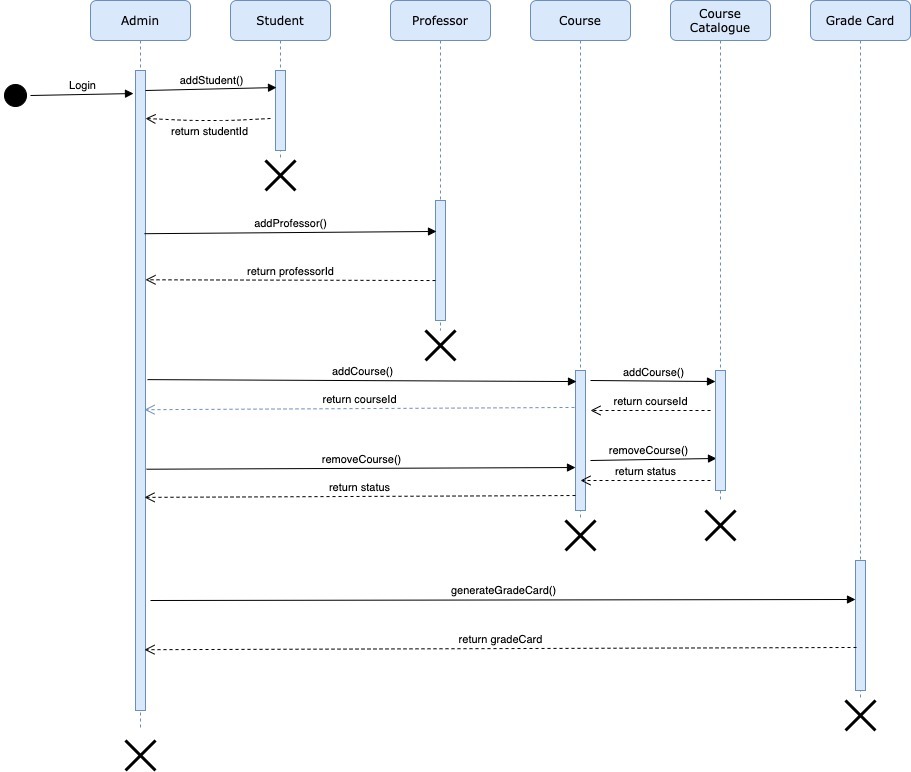 Admin
Student
Professor
Course
Course
Catalogue
Grade Card
Login
addStudent()
return studentId
addProfessor()
return professorId
addCourse()
addCourse()
return courseId
return courseId
removeCourse()
removeCourse()
return status
return status
generateGradeCard()
return gradeCard